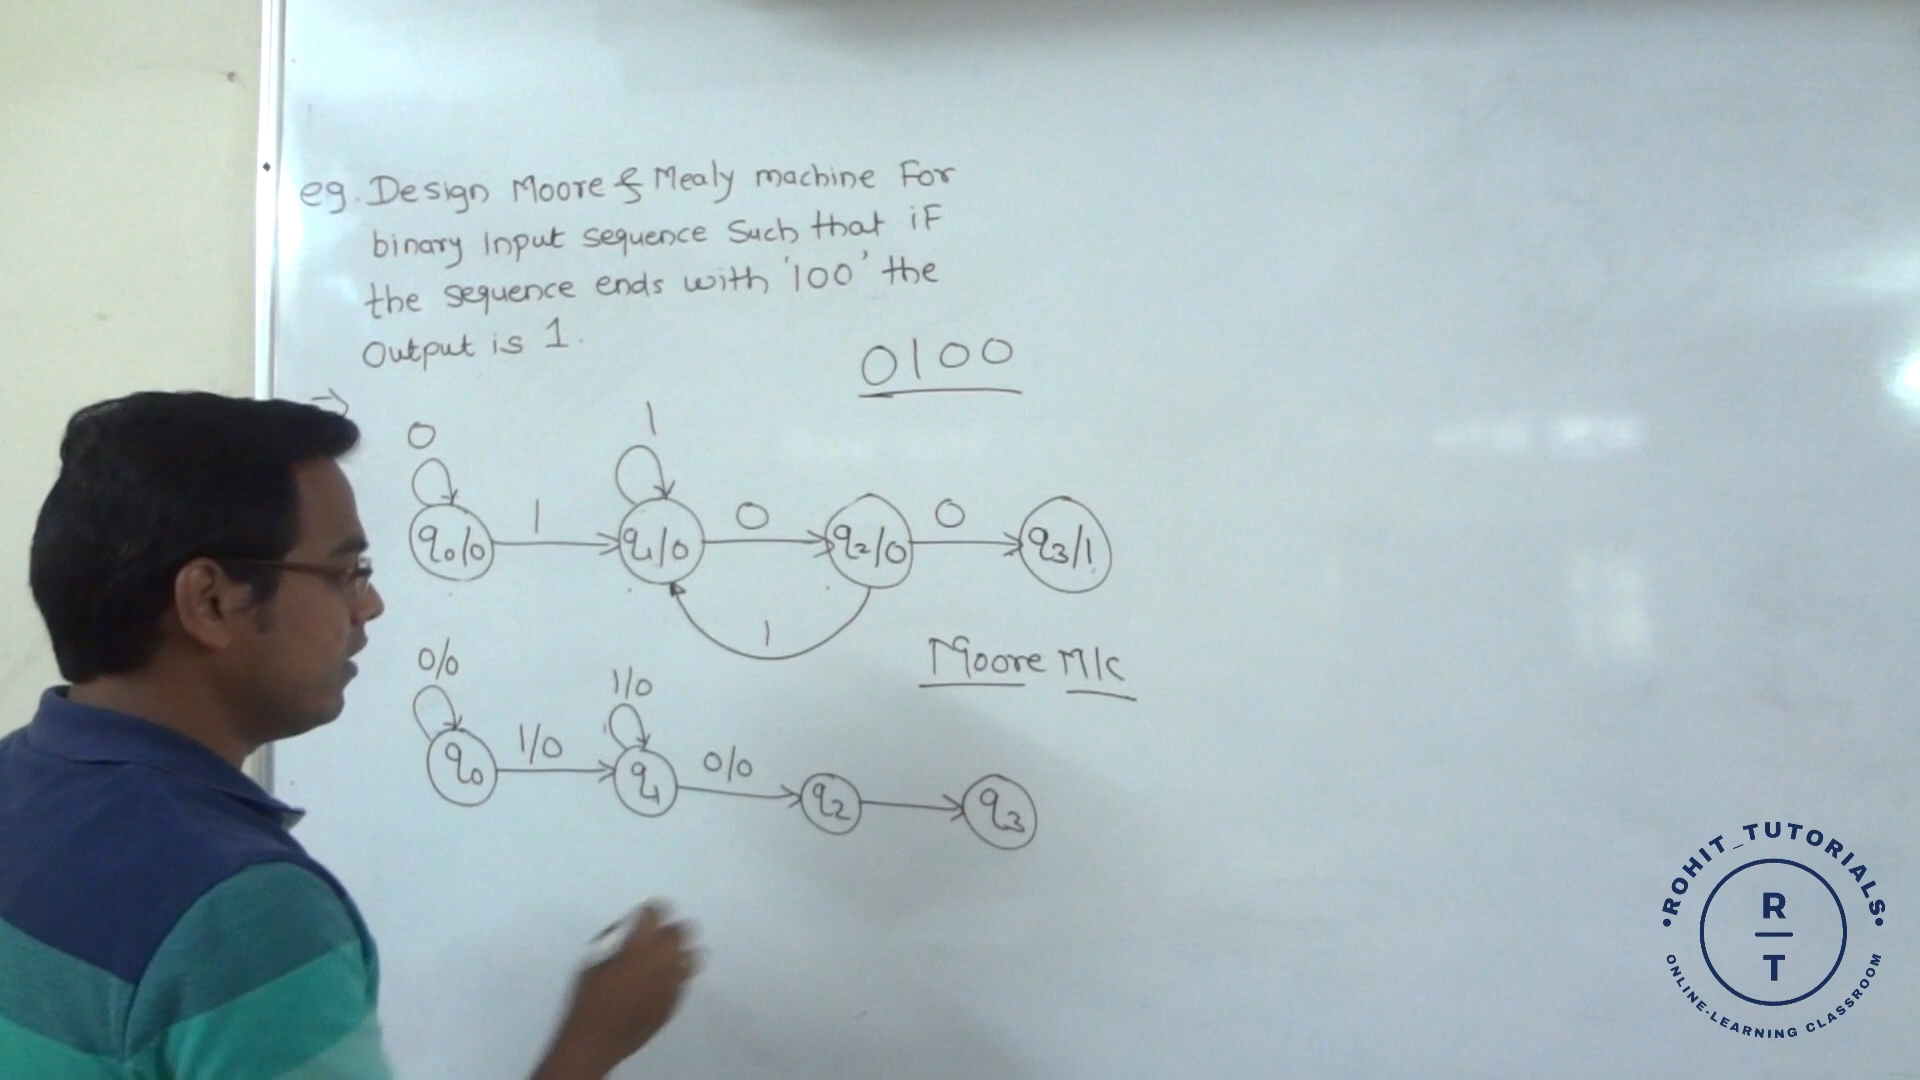 eg. Design Moore & Mealy machine For
binary Input sequence Such that iF
the sequence ends with '100' the
Output is 1.
0100
0
1
q0/0
1
q1/0
0
q2/0
0
q3/1
1
Moore M/c
0/0
1/0
q0
1/0
q1
0/0
q2
q3
ROHIT_TUTORIALS
R
T
ONLINE-LEARNING CLASSROOM